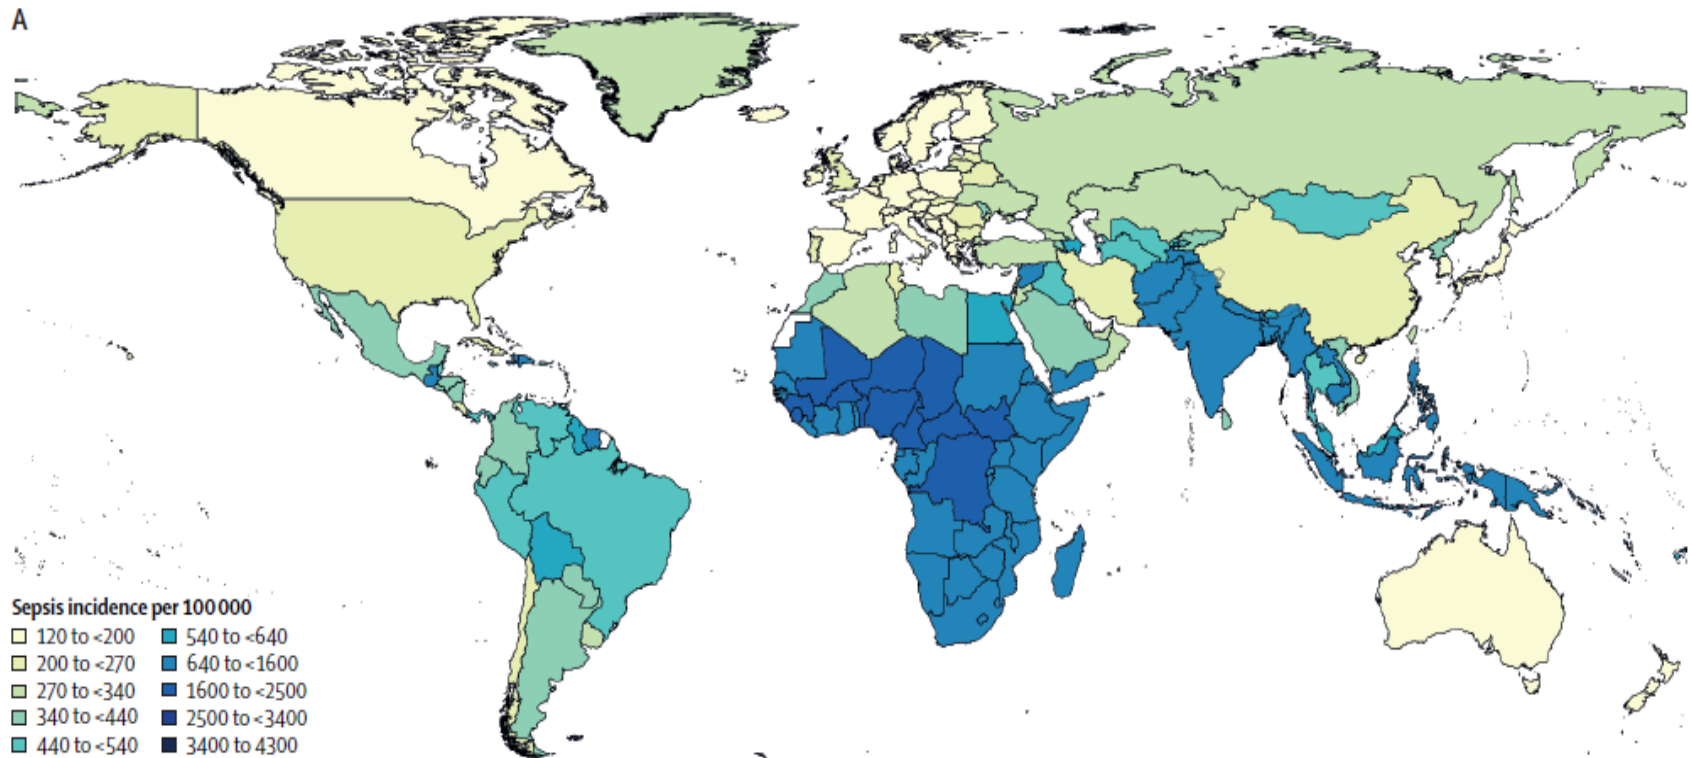 A
Sepsis incidence per 100 000
120 to <200
200 to <270
270 to <340
340 to <440
440 to <540
540 to <640
640 to <1600
1600 to <2500
2500 to <3400
3400 to 4300